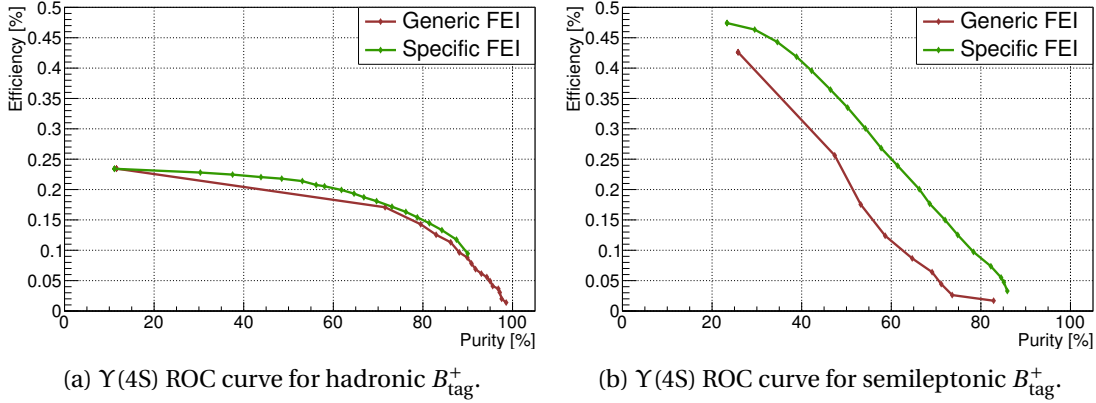 Efficiency [%]
0.5
0.45
0.4
0.35
0.3
0.25
0.2
0.15
0.1
0.05
0
Generic FEI
Specific FEI
0 20 40 60 80 100
Purity [%]
(a) ϒ(4S) ROC curve for hadronic B⁺tag.
Efficiency [%]
0.5
0.45
0.4
0.35
0.3
0.25
0.2
0.15
0.1
0.05
0
Generic FEI
Specific FEI
0 20 40 60 80 100
Purity [%]
(b) ϒ(4S) ROC curve for semileptonic B⁺tag.